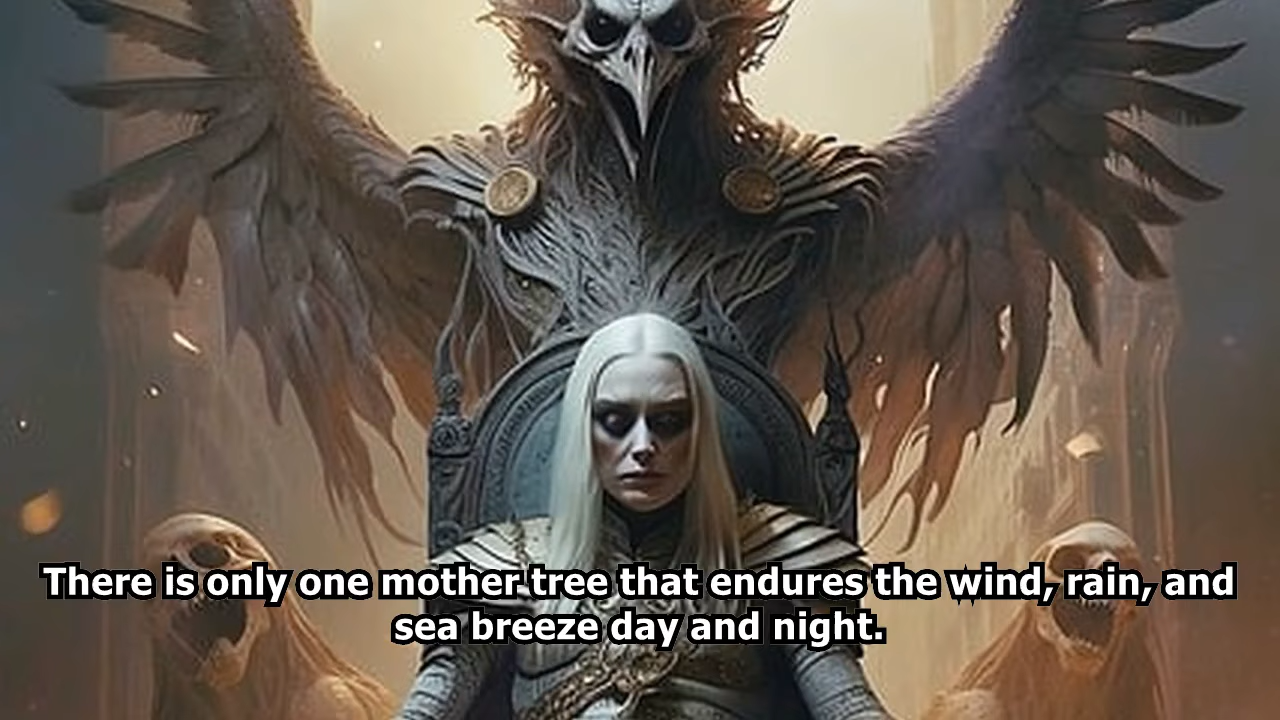 There is only one mother tree that endures the wind, rain, and
sea breeze day and night.